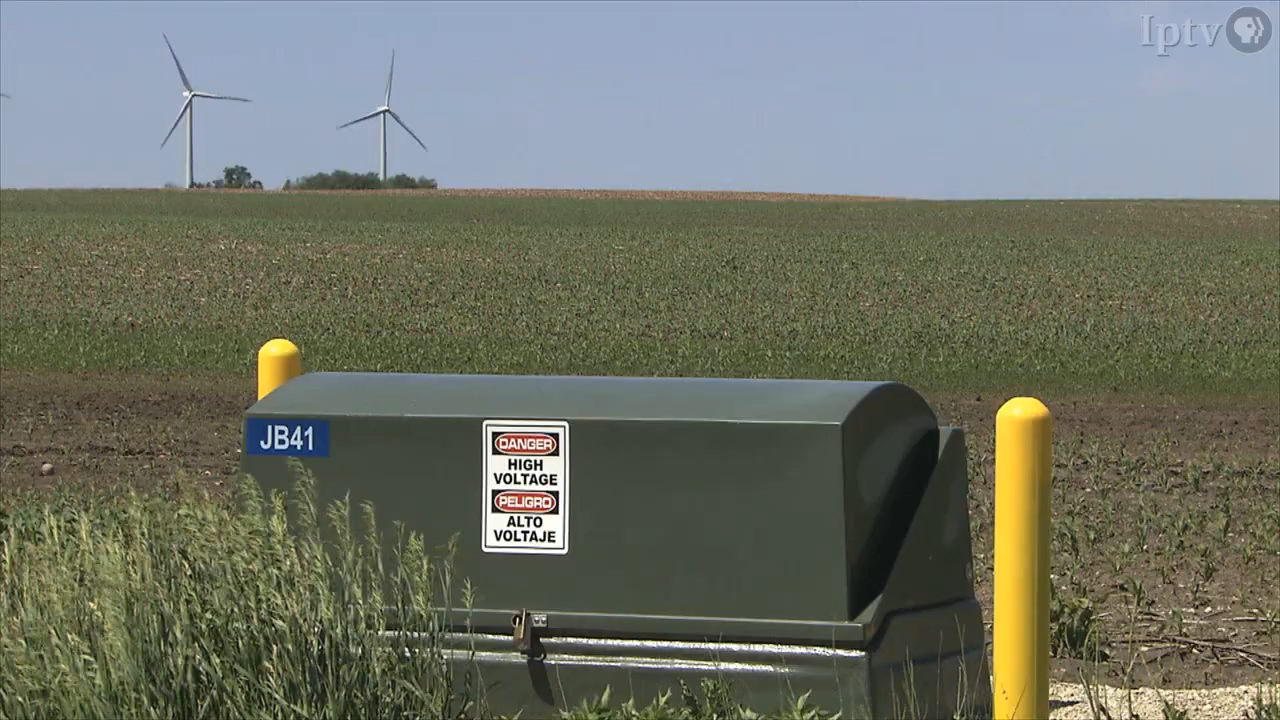 Iptv
JB41
DANGER
HIGH
VOLTAGE
PELIGRO
ALTO
VOLTAJE